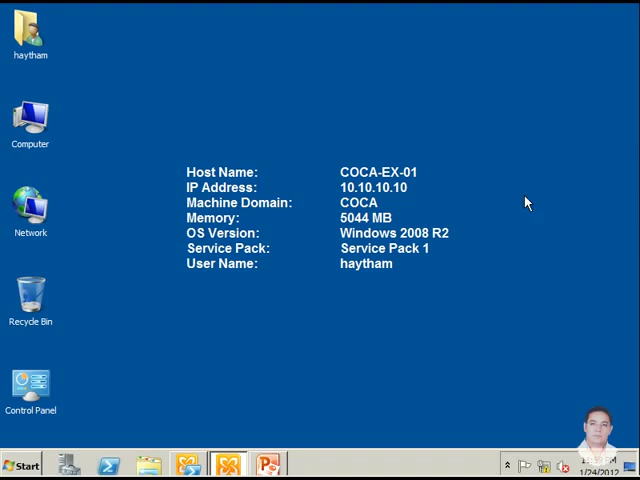 haytham
Computer
Network
Recycle Bin
Control Panel
Host Name: COCA-EX-01
IP Address: 10.10.10.10
Machine Domain: COCA
Memory: 5044 MB
OS Version: Windows 2008 R2
Service Pack: Service Pack 1
User Name: haytham
Start
1/24/2012